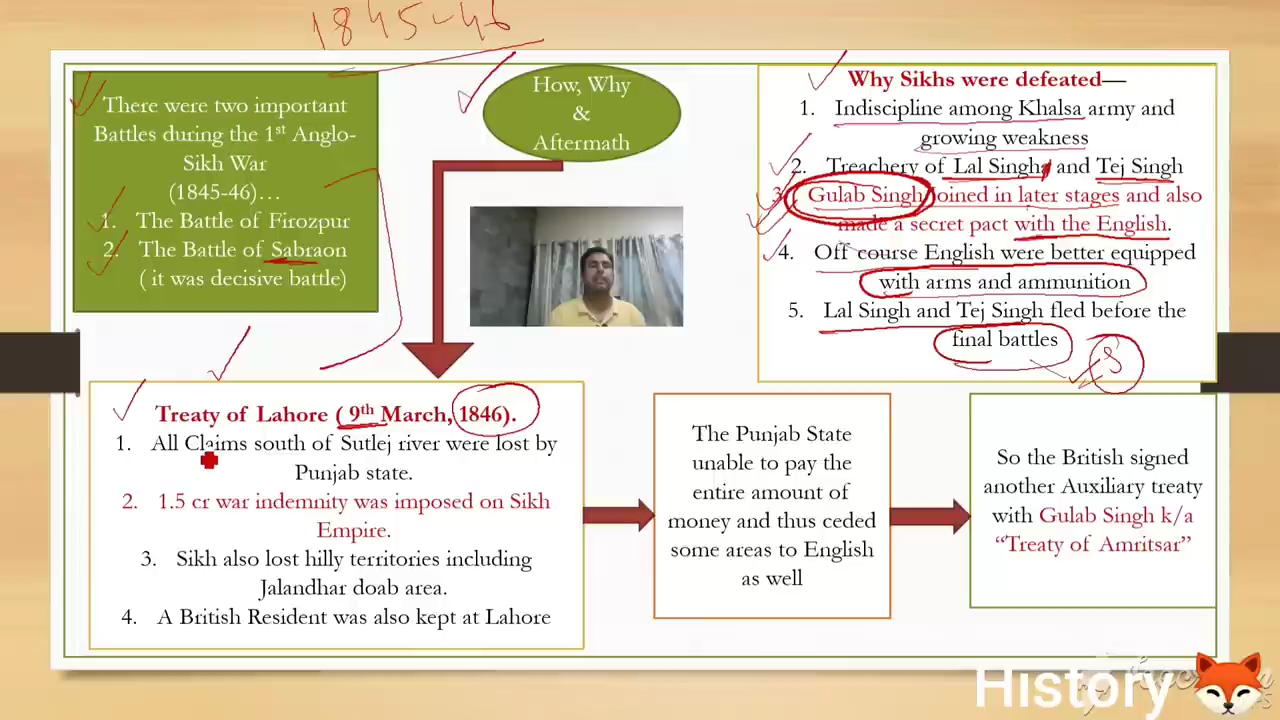 1845-46
There were two important
Battles during the 1st Anglo-
Sikh War
(1845-46)…
1. The Battle of Firozpur
2. The Battle of Sabraon
( it was decisive battle)
How, Why
&
Aftermath
Why Sikhs were defeated—
1. Indiscipline among Khalsa army and
growing weakness
2. Treachery of Lal Singh and Tej Singh
3. Gulab Singh joined in later stages and also
made a secret pact with the English.
4. Off course English were better equipped
with arms and ammunition
5. Lal Singh and Tej Singh fled before the
final battles
Treaty of Lahore ( 9th March, 1846).
1. All Claims south of Sutlej river were lost by
Punjab state.
2. 1.5 cr war indemnity was imposed on Sikh
Empire.
3. Sikh also lost hilly territories including
Jalandhar doab area.
4. A British Resident was also kept at Lahore
The Punjab State
unable to pay the
entire amount of
money and thus ceded
some areas to English
as well
So the British signed
another Auxiliary treaty
with Gulab Singh k/a
“Treaty of Amritsar”
History